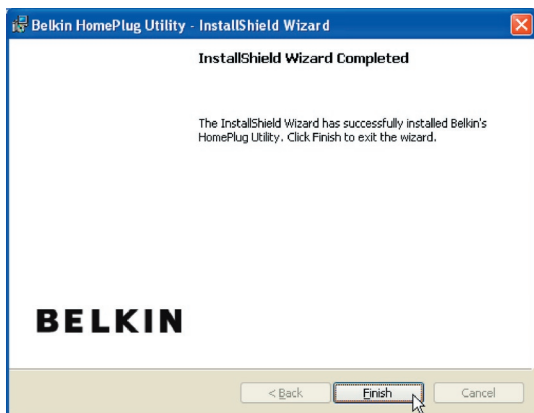 Belkin HomePlug Utility - InstallShield Wizard
InstallShield Wizard Completed
The InstallShield Wizard has successfully installed Belkin's
HomePlug Utility. Click Finish to exit the wizard.
BELKIN
< Back
Finish
Cancel